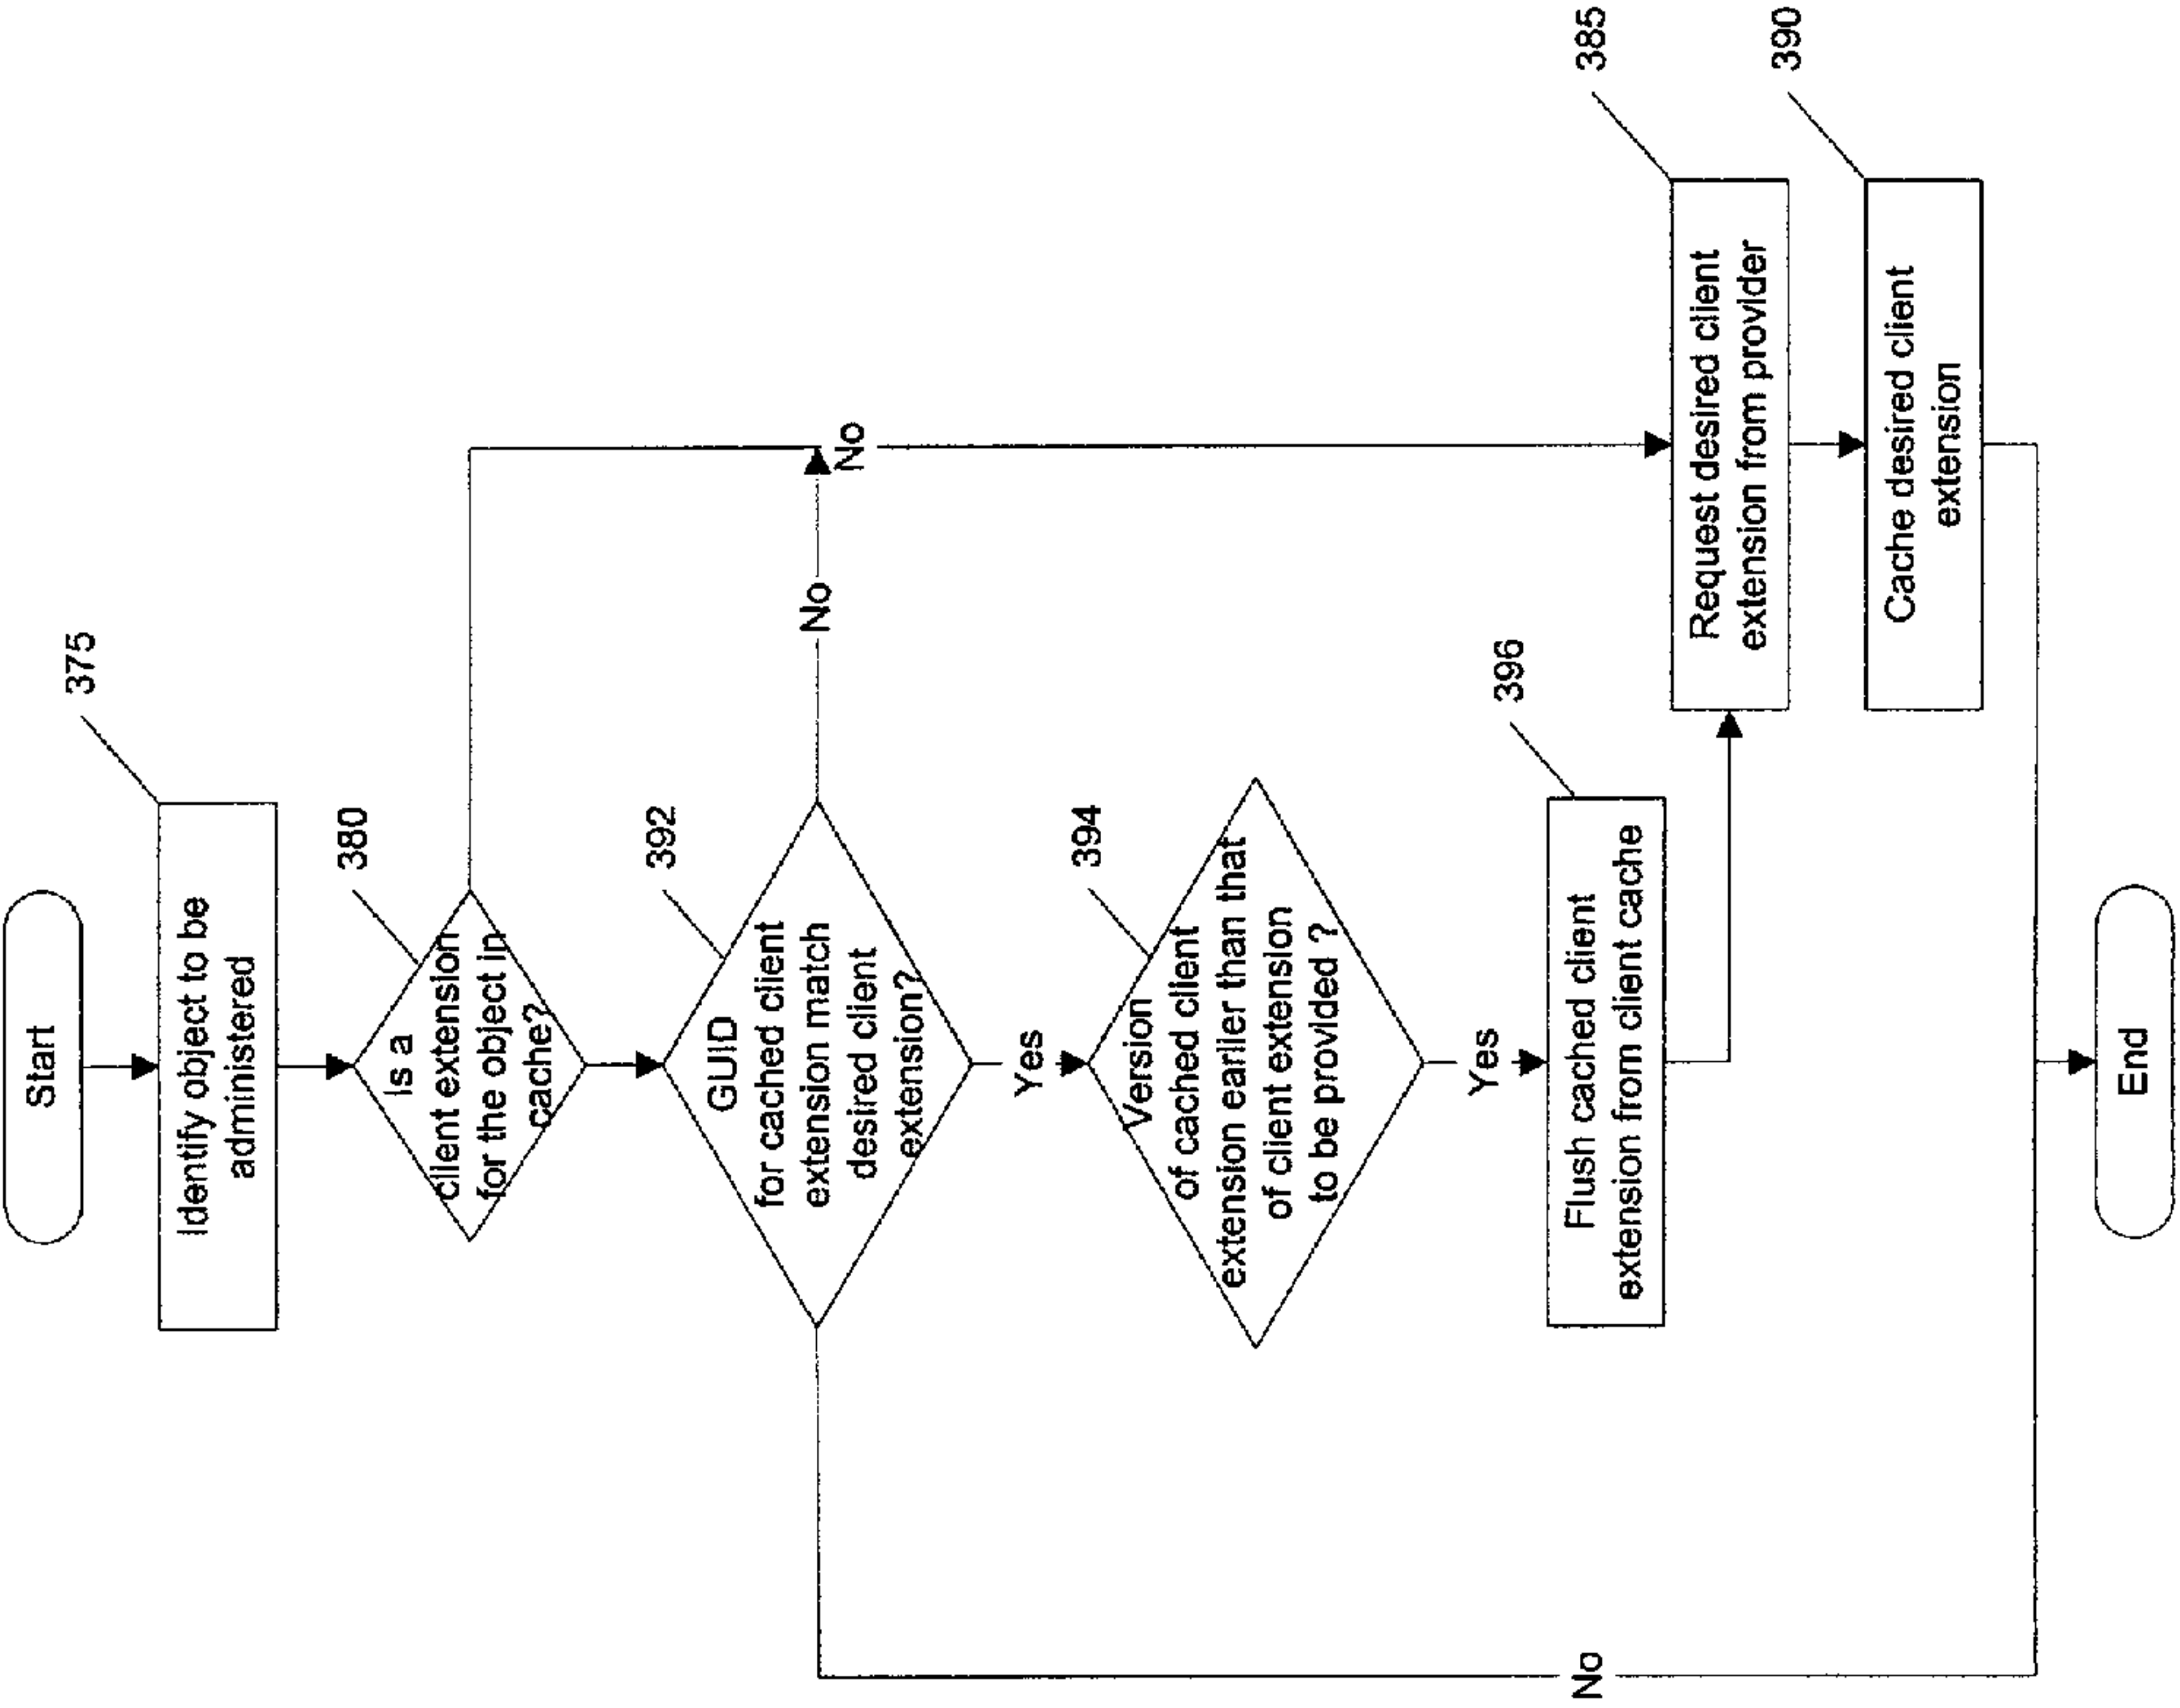 Start
375
Identify object to be
administered
380
Is a
client extension
for the object in
cache?
392
GUID
for cached client
extension match
desired client
extension?
No
No
Yes
394
Version
of cached client
extension earlier than that
of client extension
to be provided ?
Yes
396
Flush cached client
extension from client cache
385
Request desired client
extension from provider
390
Cache desired client
extension
No
End